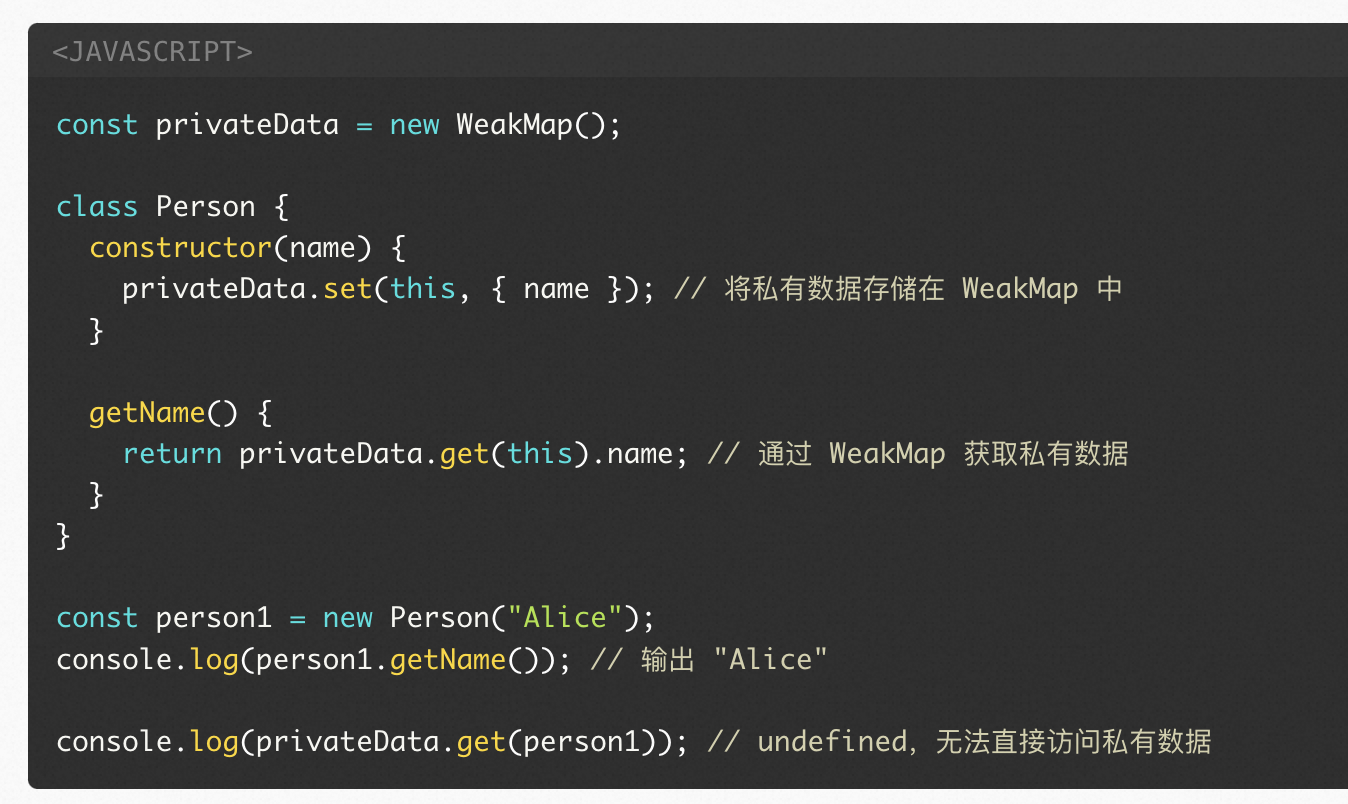 <JAVASCRIPT>
const privateData = new WeakMap();
class Person {
  constructor(name) {
    privateData.set(this, { name }); // 将私有数据存储在 WeakMap 中
  }
  getName() {
    return privateData.get(this).name; // 通过 WeakMap 获取私有数据
  }
}
const person1 = new Person("Alice");
console.log(person1.getName()); // 输出 "Alice"
console.log(privateData.get(person1)); // undefined，无法直接访问私有数据